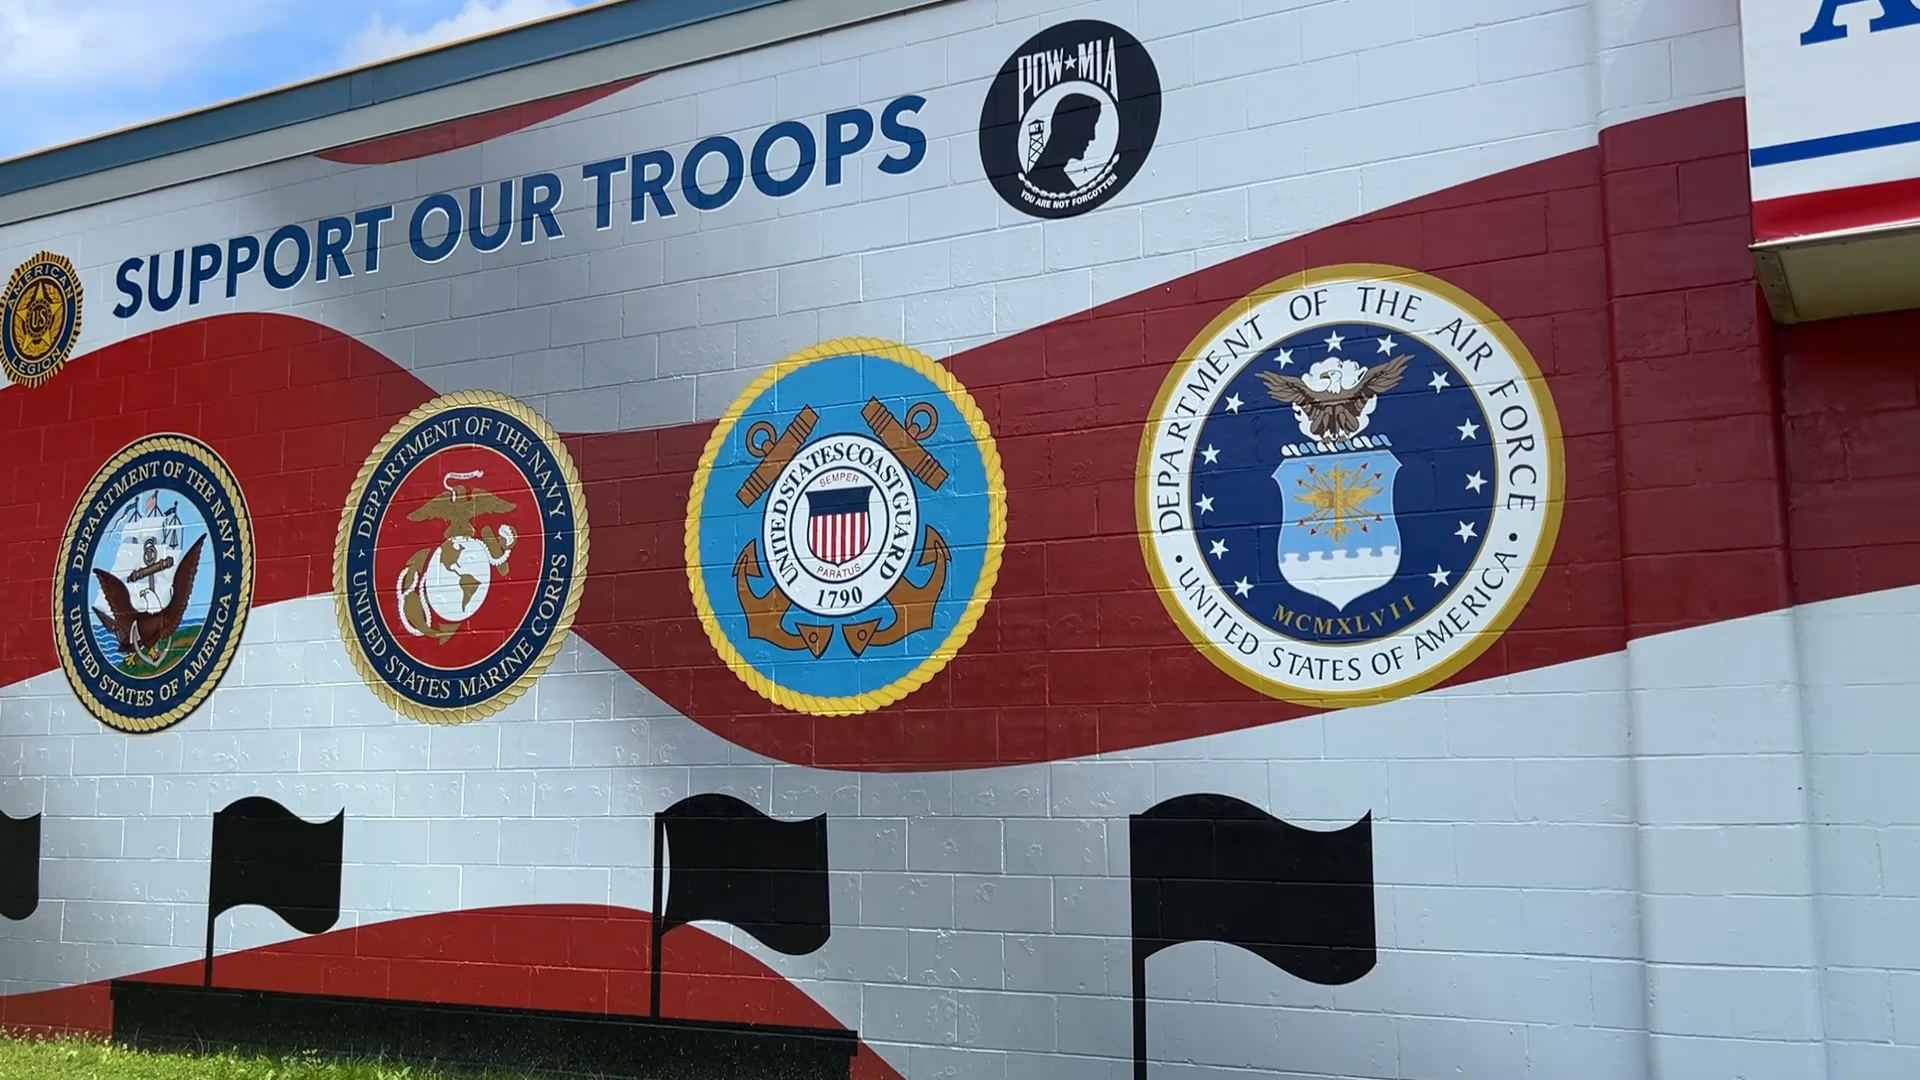 POW★MIA
YOU ARE NOT FORGOTTEN
SUPPORT OUR TROOPS
AMERICAN
US
LEGION
DEPARTMENT OF THE NAVY
UNITED STATES OF AMERICA
DEPARTMENT OF THE NAVY
UNITED STATES MARINE CORPS
UNITED STATES COAST GUARD
SEMPER
PARATUS
1790
DEPARTMENT OF THE AIR FORCE
UNITED STATES OF AMERICA
MCMXLVII
A